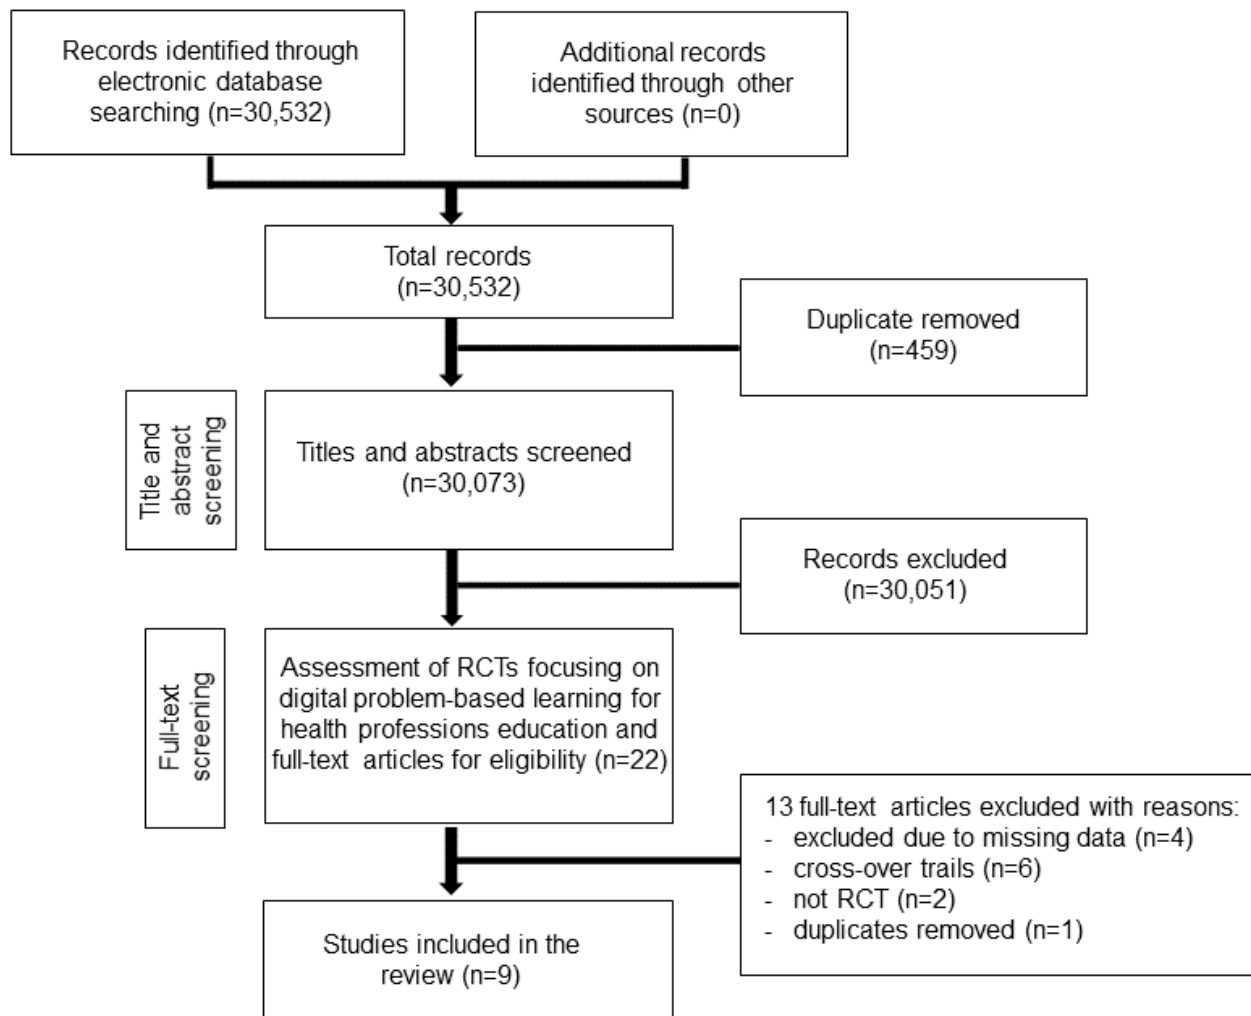 Records identified through
electronic database
searching (n=30,532)
Additional records
identified through other
sources (n=0)
Total records
(n=30,532)
Duplicate removed
(n=459)
Title and
abstract
screening
Titles and abstracts screened
(n=30,073)
Records excluded
(n=30,051)
Full-text
screening
Assessment of RCTs focusing on
digital problem-based learning for
health professions education and
full-text articles for eligibility (n=22)
13 full-text articles excluded with reasons:
- excluded due to missing data (n=4)
- cross-over trails (n=6)
- not RCT (n=2)
- duplicates removed (n=1)
Studies included in the
review (n=9)